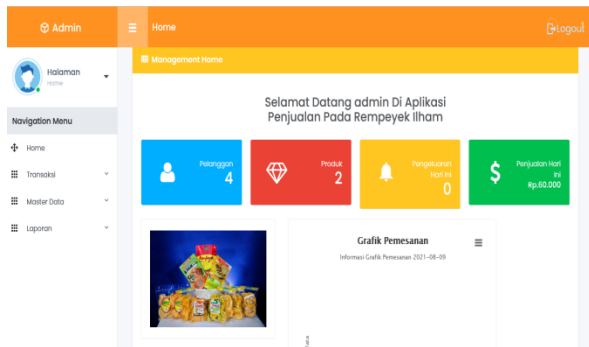 Admin
Home
Logout
Halaman
Home
Management Home
Navigation Menu
Home
Transaksi
Master Data
Laporan
Selamat Datang admin Di Aplikasi
Penjualan Pada Rempeyek Ilham
Pelanggan
4
Produk
2
Pengeluaran
Hari Ini
0
Penjualan Hari
Ini
Rp.60.000
Grafik Pemesanan
Informasi Grafik Pemesanan 2021-08-09